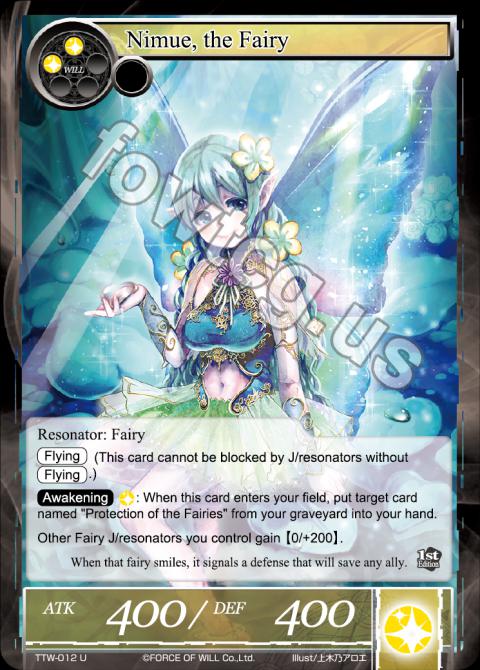 Nimue, the Fairy
WILL
fowtcg.us
Resonator: Fairy
Flying (This card cannot be blocked by J/resonators without
Flying.)
Awakening : When this card enters your field, put target card
named "Protection of the Fairies" from your graveyard into your hand.
Other Fairy J/resonators you control gain【0/+200】.
When that fairy smiles, it signals a defense that will save any ally.
1st
Edition
ATK 400 / DEF 400
TTW-012 U ©FORCE OF WILL Co.,Ltd. Illust/上木乃アロエ